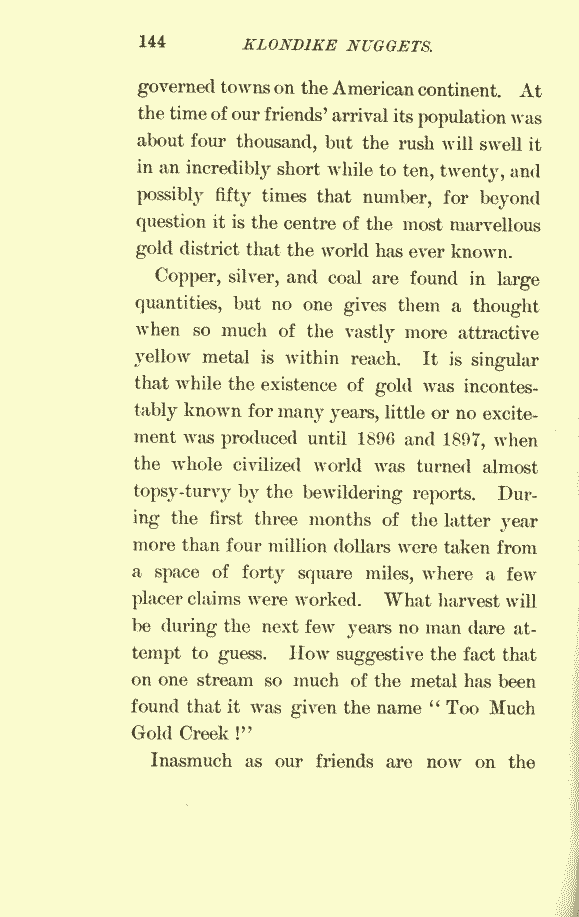 144 KLONDIKE NUGGETS.
governed towns on the American continent. At
the time of our friends' arrival its population was
about four thousand, but the rush will swell it
in an incredibly short while to ten, twenty, and
possibly fifty times that number, for beyond
question it is the centre of the most marvellous
gold district that the world has ever known.
Copper, silver, and coal are found in large
quantities, but no one gives them a thought
when so much of the vastly more attractive
yellow metal is within reach. It is singular
that while the existence of gold was incontes-
tably known for many years, little or no excite-
ment was produced until 1896 and 1897, when
the whole civilized world was turned almost
topsy-turvy by the bewildering reports. Dur-
ing the first three months of the latter year
more than four million dollars were taken from
a space of forty square miles, where a few
placer claims were worked. What harvest will
be during the next few years no man dare at-
tempt to guess. How suggestive the fact that
on one stream so much of the metal has been
found that it was given the name “ Too Much
Gold Creek !”
Inasmuch as our friends are now on the